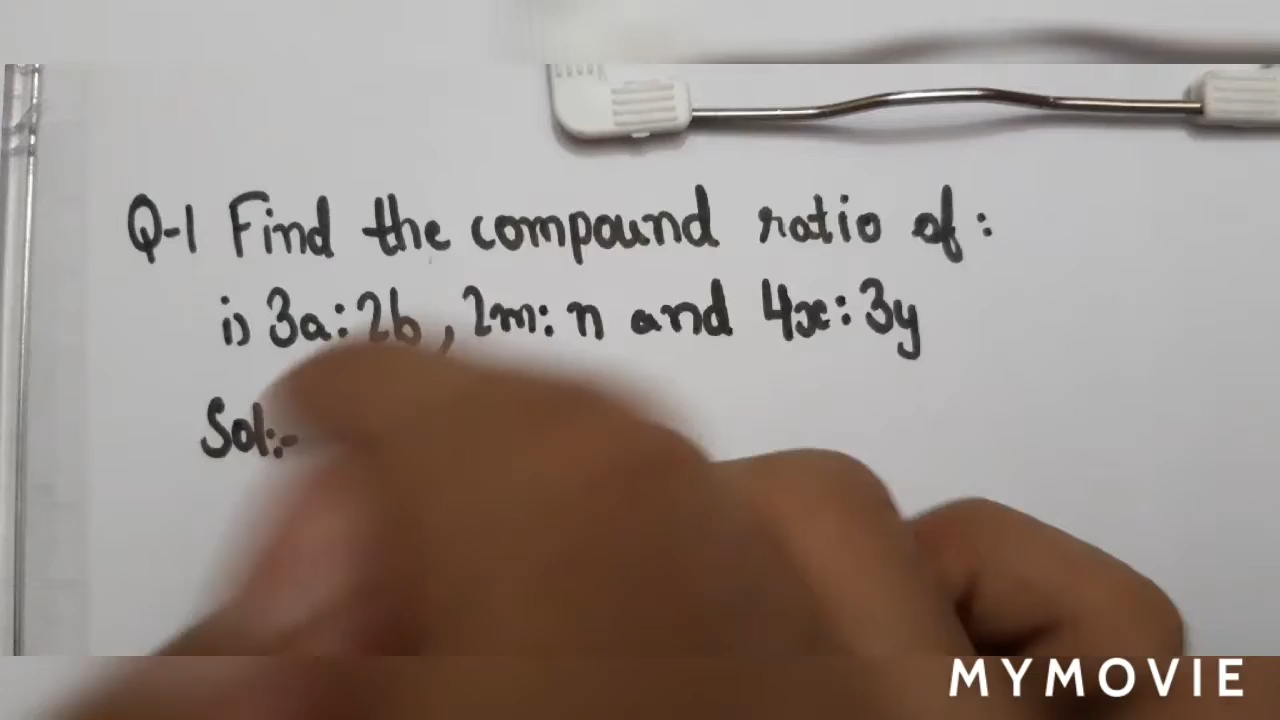 Q-1 Find the compound ratio of:
i) 3a:2b, 2m:n and 4x:3y
Sol:-
MYMOVIE